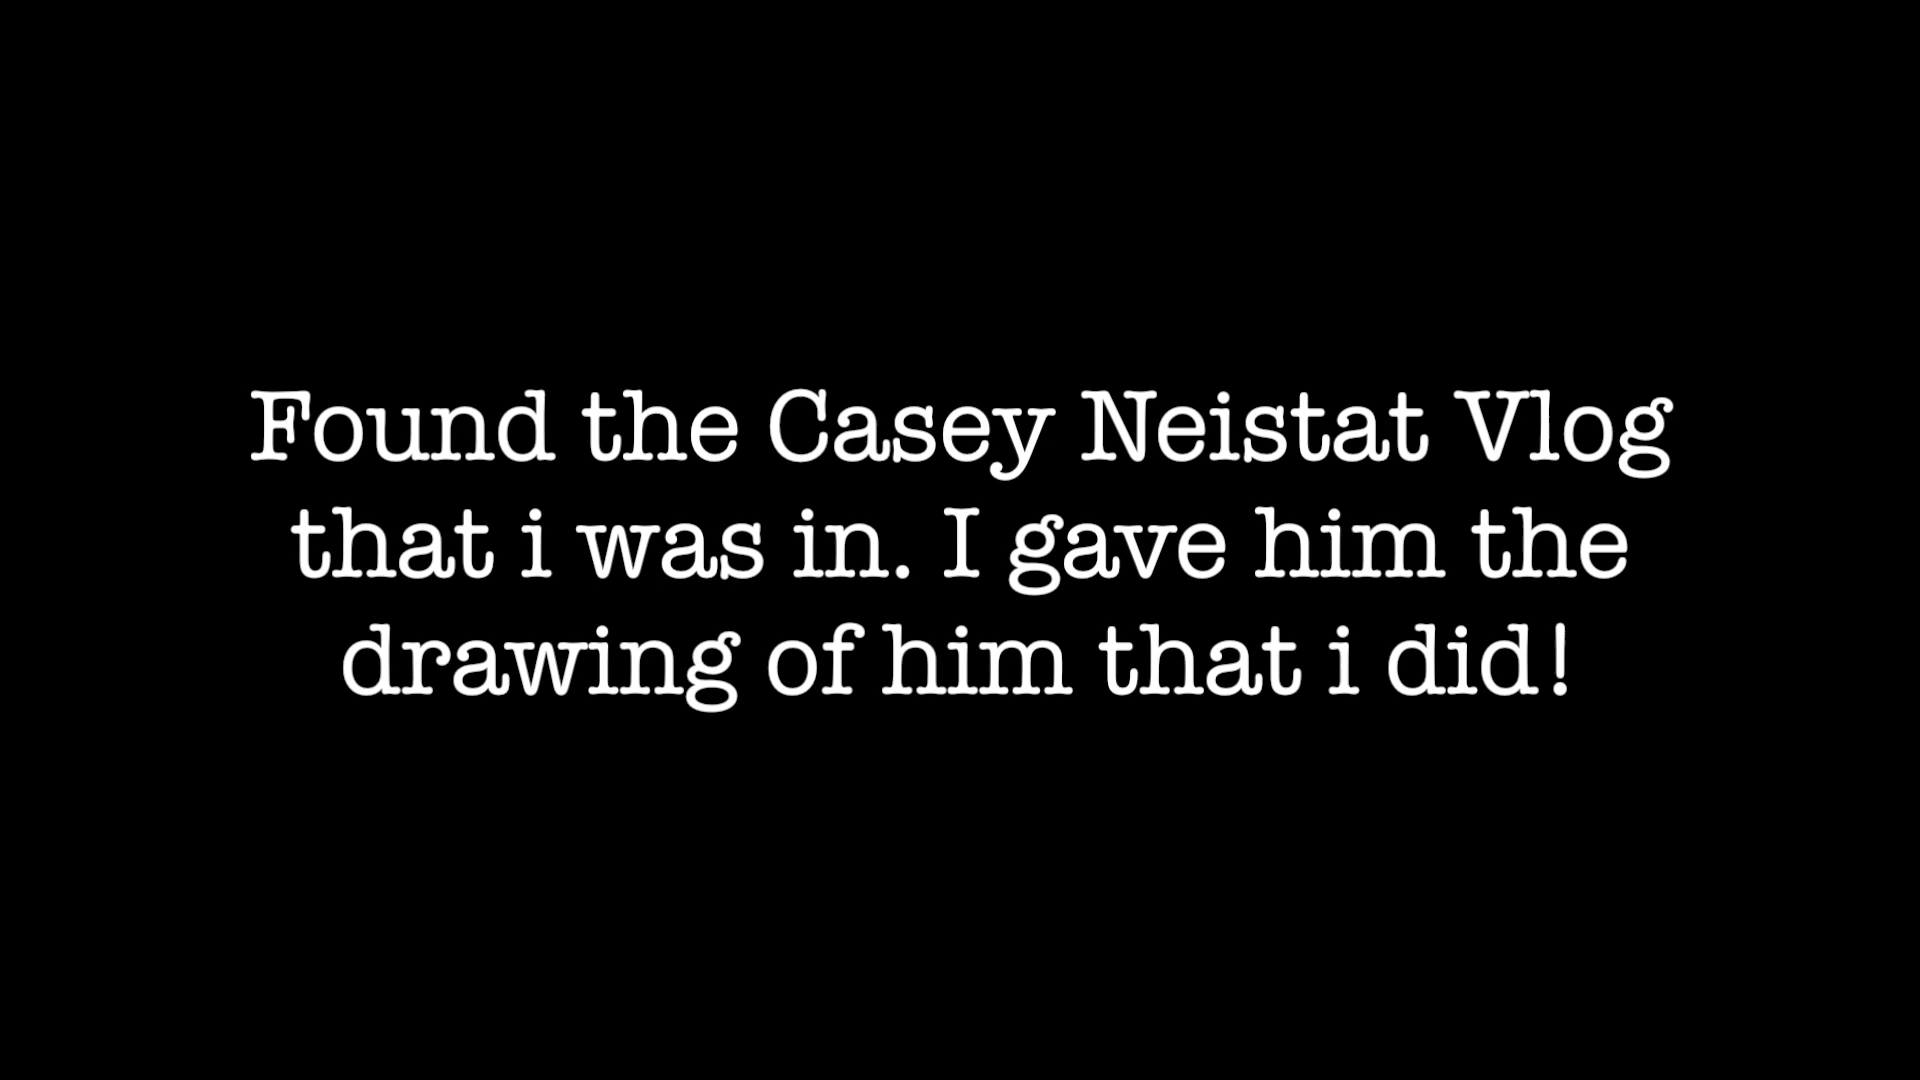 Found the Casey Neistat Vlog
that i was in. I gave him the
drawing of him that i did!